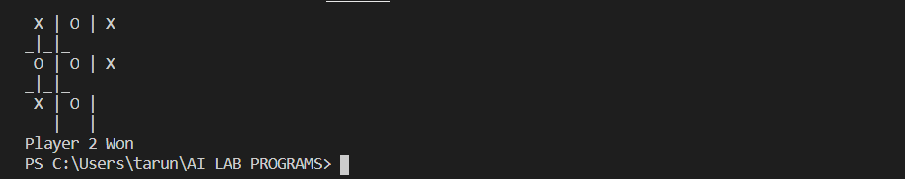 X | O | X
_|_|_
O | O | X
_|_|_
X | O |
  |   |
Player 2 Won
PS C:\Users\tarun\AI LAB PROGRAMS>